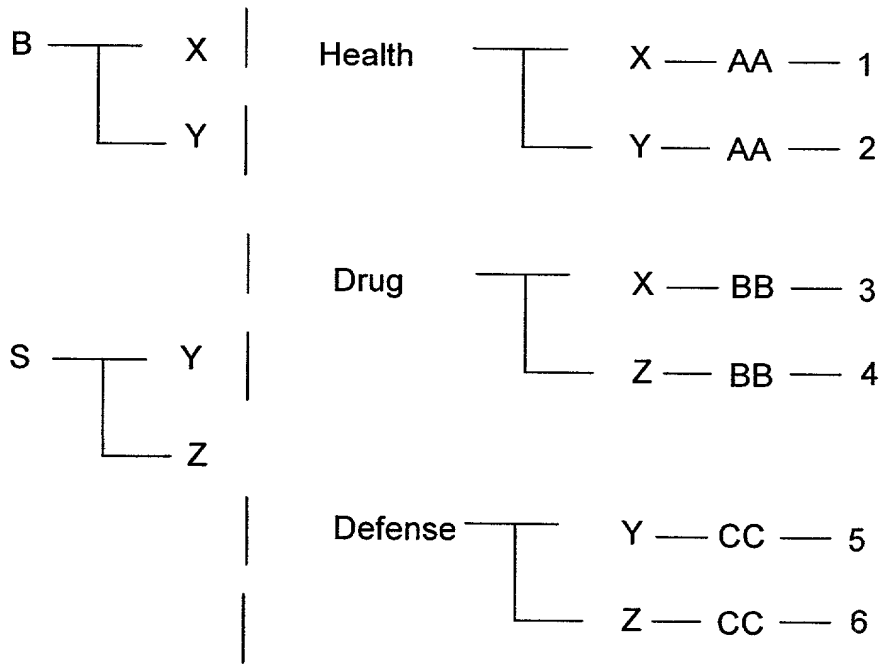 B X
Y
S Y
Z
Health X AA 1
Y AA 2
Drug X BB 3
Z BB 4
Defense Y CC 5
Z CC 6